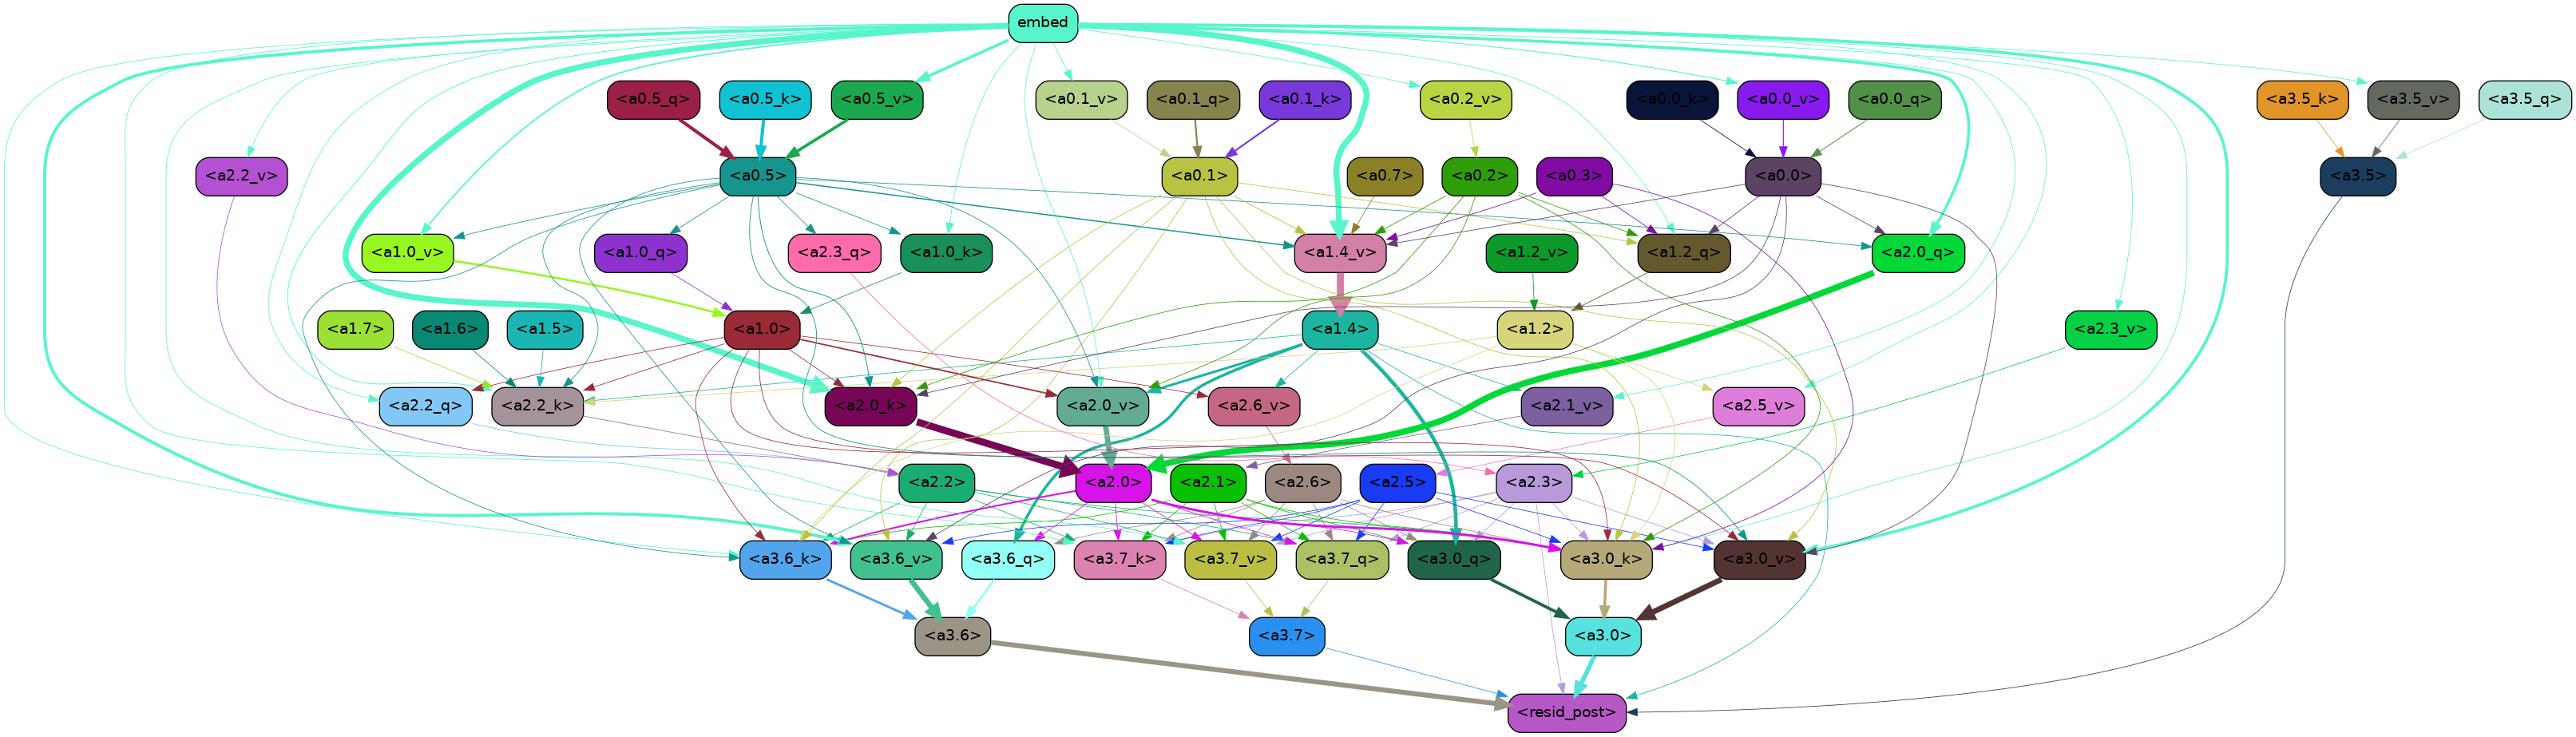 embed
<a0.5_q> <a0.5_k> <a0.5_v> <a0.1_v> <a0.1_q> <a0.1_k> <a0.2_v> <a0.0_k> <a0.0_v> <a0.0_q> <a3.5_k> <a3.5_v> <a3.5_q>
<a2.2_v> <a0.5> <a0.1> <a0.7> <a0.2> <a0.3> <a0.0> <a3.5>
<a1.0_v> <a1.0_q> <a2.3_q> <a1.0_k> <a1.4_v> <a1.2_v> <a1.2_q> <a2.0_q>
<a1.7> <a1.6> <a1.5> <a1.0> <a1.4> <a1.2> <a2.3_v>
<a2.2_q> <a2.2_k> <a2.0_k> <a2.0_v> <a2.6_v> <a2.1_v> <a2.5_v>
<a2.2> <a2.0> <a2.1> <a2.6> <a2.5> <a2.3>
<a3.6_k> <a3.6_v> <a3.6_q> <a3.7_k> <a3.7_v> <a3.7_q> <a3.0_q> <a3.0_k> <a3.0_v>
<a3.6> <a3.7> <a3.0>
<resid_post>